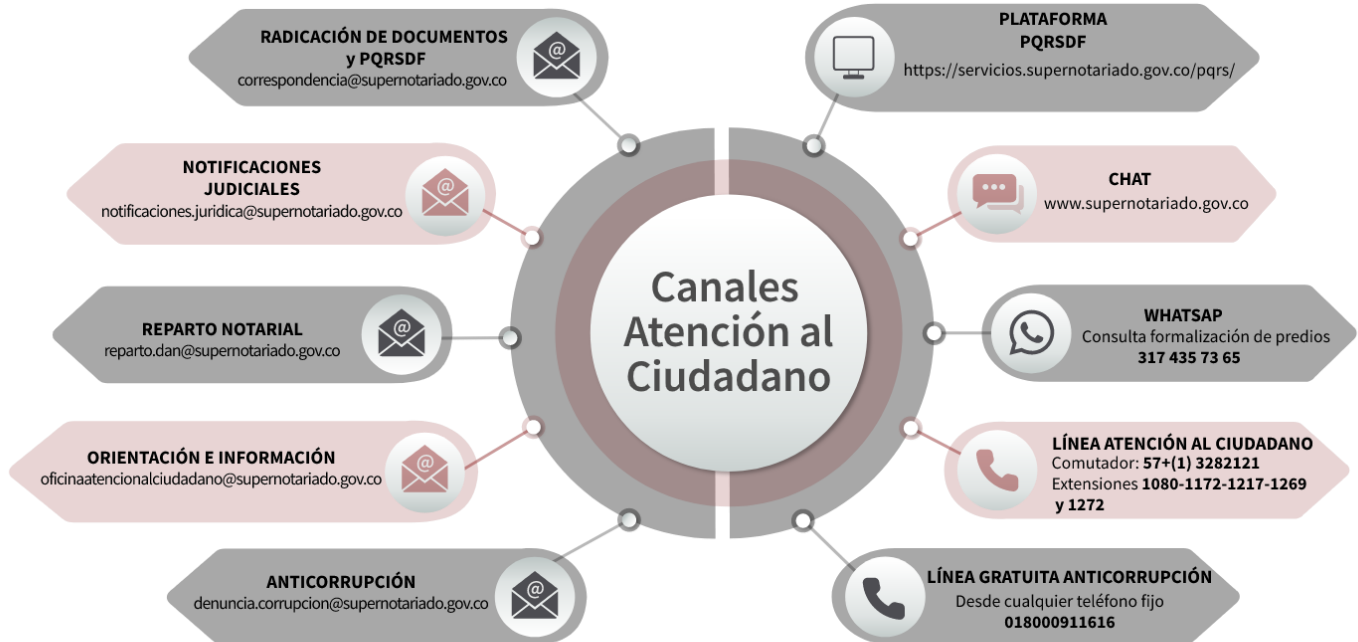 RADICACIÓN DE DOCUMENTOS
y PQRSDF
correspondencia@supernotariado.gov.co
NOTIFICACIONES
JUDICIALES
notificaciones.juridica@supernotariado.gov.co
REPARTO NOTARIAL
reparto.dan@supernotariado.gov.co
ORIENTACIÓN E INFORMACIÓN
oficinaatencionalciudadano@supernotariado.gov.co
ANTICORRUPCIÓN
denuncia.corrupcion@supernotariado.gov.co
Canales
Atención al
Ciudadano
PLATAFORMA
PQRSDF
https://servicios.supernotariado.gov.co/pqrs/
CHAT
www.supernotariado.gov.co
WHATSAP
Consulta formalización de predios
317 435 73 65
LÍNEA ATENCIÓN AL CIUDADANO
Comutador: 57+(1) 3282121
Extensiones 1080-1172-1217-1269
y 1272
LÍNEA GRATUITA ANTICORRUPCIÓN
Desde cualquier teléfono fijo
018000911616